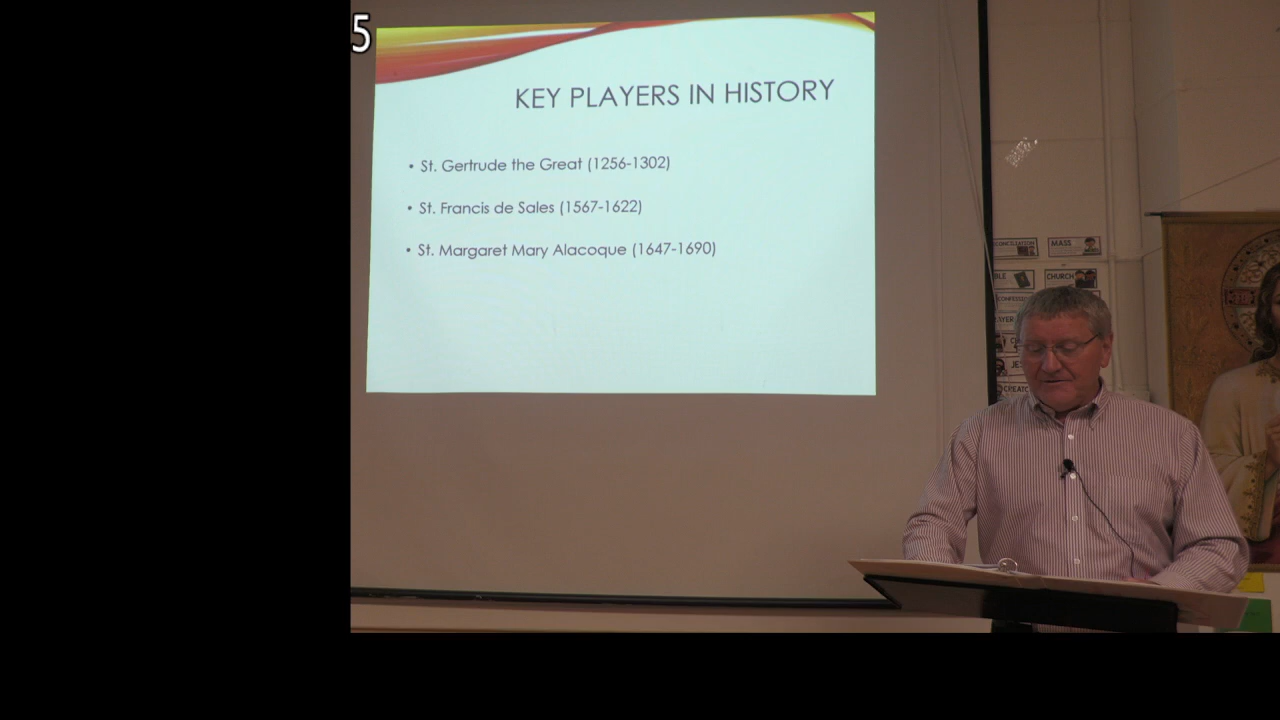 5
KEY PLAYERS IN HISTORY
• St. Gertrude the Great (1256-1302)
• St. Francis de Sales (1567-1622)
• St. Margaret Mary Alacoque (1647-1690)
MASS
CHURCH